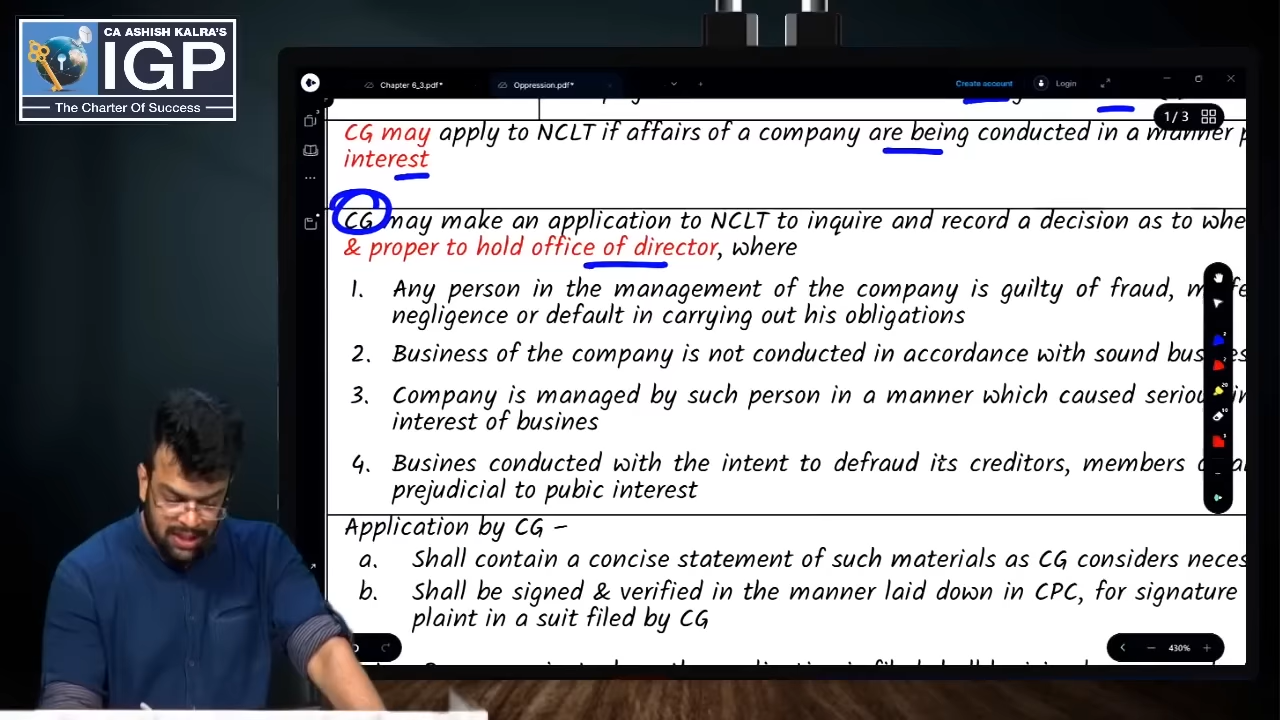 CA ASHISH KALRA'S
IGP
The Charter Of Success
Chapter 6_3.pdf*
Oppression.pdf*
Create account
Login
1 / 3
CG may apply to NCLT if affairs of a company are being conducted in a manner
interest
CG may make an application to NCLT to inquire and record a decision as to
& proper to hold office of director, where
1. Any person in the management of the company is guilty of fraud,
negligence or default in carrying out his obligations
2. Business of the company is not conducted in accordance with sound
3. Company is managed by such person in a manner which caused
interest of busines
4. Busines conducted with the intent to defraud its creditors, members
prejudicial to pubic interest
Application by CG –
a. Shall contain a concise statement of such materials as CG considers
b. Shall be signed & verified in the manner laid down in CPC, for signature
plaint in a suit filed by CG
430%